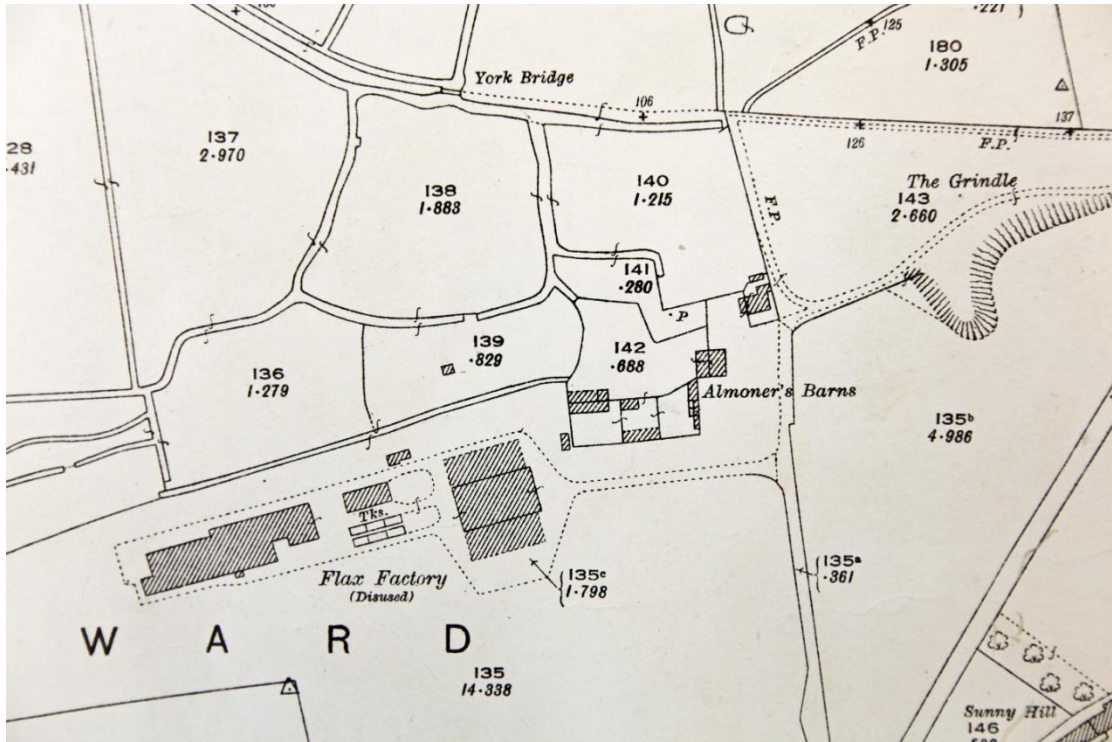 F.P. 125
180
1·305
York Bridge
106
126
137
F.P.
28
·431
137
2·970
138
1·883
140
1·215
F.P.
The Grindle
143
2·660
141
·280
P
136
1·279
139
·829
142
·688
Almoner's Barns
135ᵇ
4·986
Tks.
Flax Factory
(Disused)
135ᶜ
1·798
135ᵃ
·361
W A R D
135
14·338
Sunny Hill
146